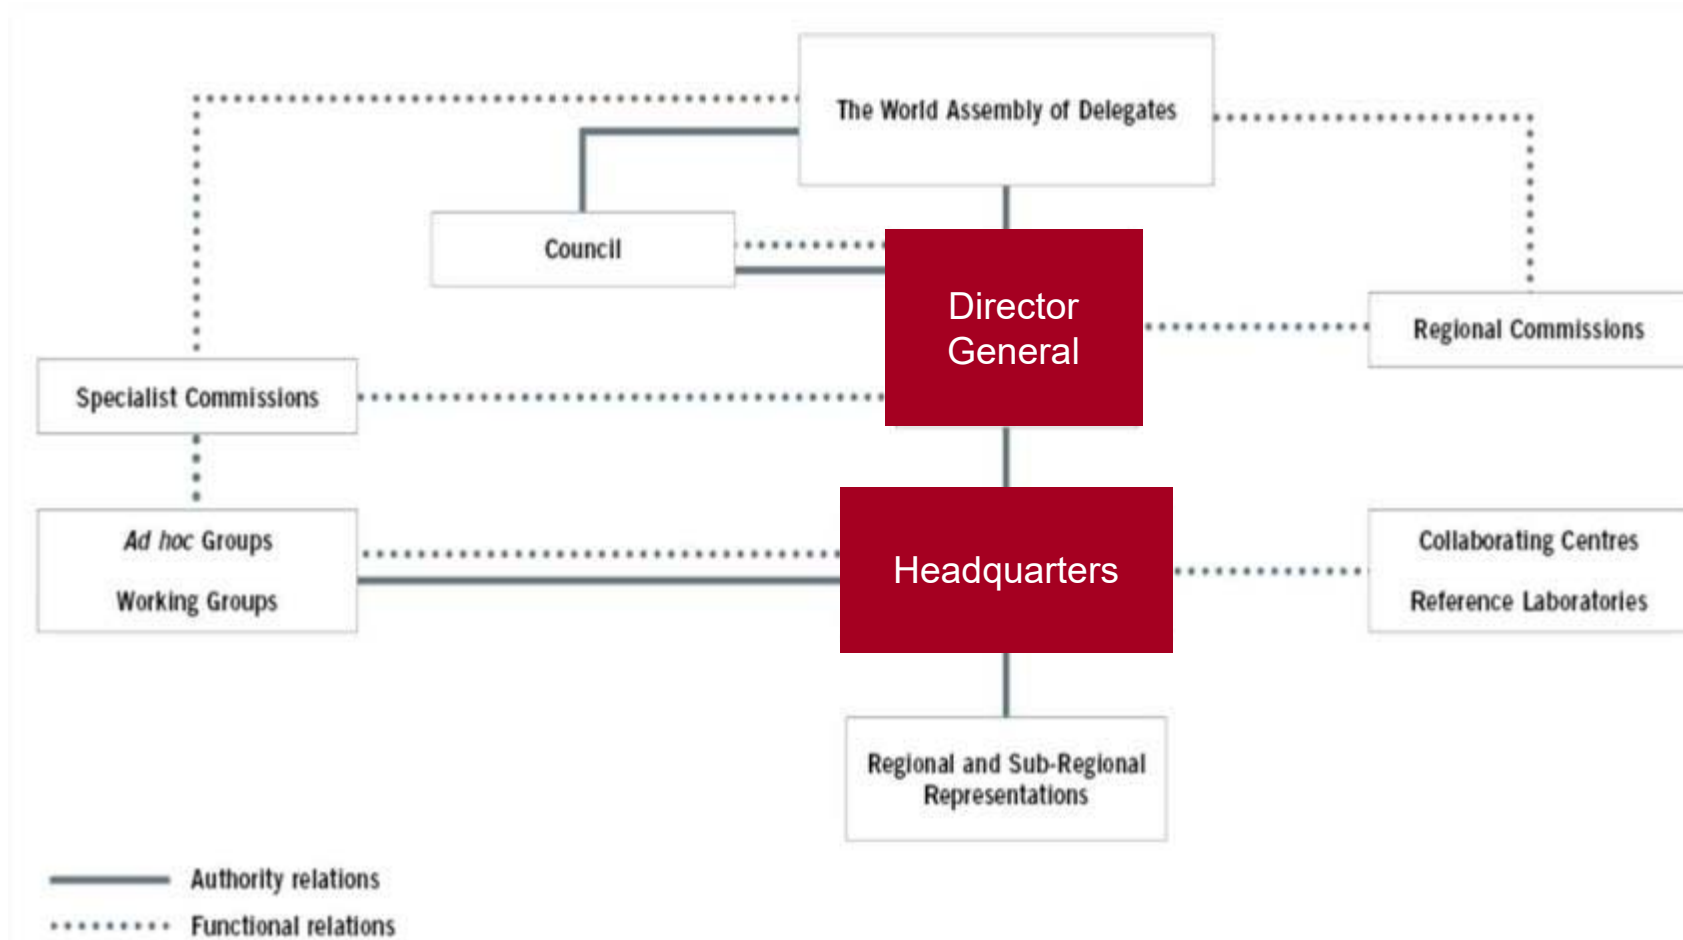 The World Assembly of Delegates
Council
Director
General
Regional Commissions
Specialist Commissions
Ad hoc Groups
Working Groups
Headquarters
Collaborating Centres
Reference Laboratories
Regional and Sub-Regional
Representations
Authority relations
Functional relations